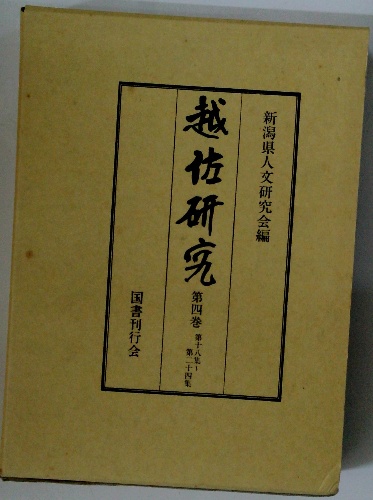 新潟県人文研究会編
越佐研究
第四巻
第十八集-
第二十四集
国書刊行会